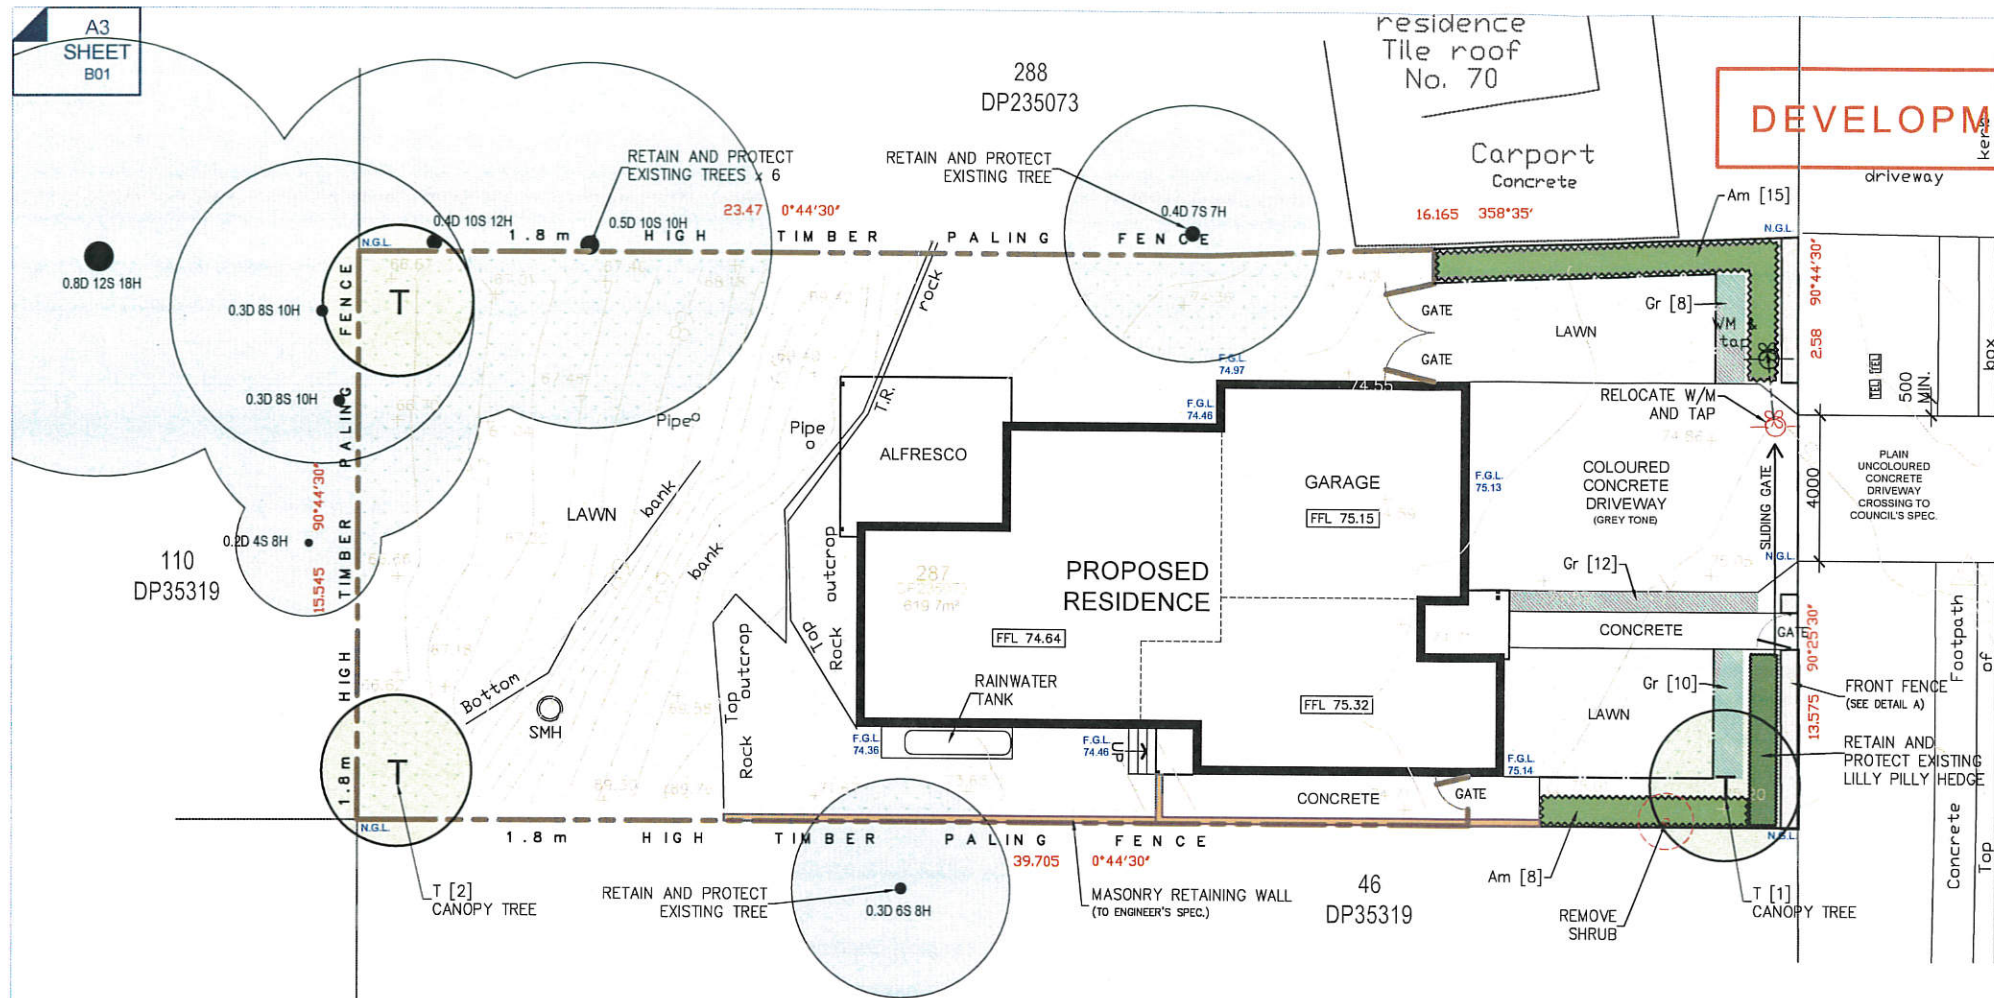 A3
SHEET
B01
288
DP235073
residence
Tile roof
No. 70
Carport
Concrete
DEVELOPM
kerb
driveway
RETAIN AND PROTECT
EXISTING TREES x 6
RETAIN AND PROTECT
EXISTING TREE
Am [15]
0.4D 10S 12H
0.5D 10S 10H
23.47 0°44'30"
0.4D 7S 7H
16.165 358°35'
N.G.L.
1.8m HIGH TIMBER PALING FENCE
N.G.L.
0.8D 12S 18H
0.3D 8S 10H
T
rock
GATE
GATE
LAWN
Gr [8]
WM
tap
2.58 90°44'30"
TEL TEL
500
MIN.
box
0.3D 8S 10H
F.G.L.
74.97
74.55
F.G.L.
74.46
RELOCATE W/M
AND TAP
T.R.
Pipe
Pipe
ALFRESCO
GARAGE
FFL 75.15
F.G.L.
75.13
COLOURED
CONCRETE
DRIVEWAY
(GREY TONE)
SLIDING GATE
4000
PLAIN
UNCOLOURED
CONCRETE
DRIVEWAY
CROSSING TO
COUNCIL'S SPEC.
LAWN
bank
bank
0.2D 4S 8H
15.545 90°44'30"
1.8m HIGH TIMBER PALING FENCE
110
DP35319
Rock outcrop
Top
287
619.7m²
PROPOSED
RESIDENCE
Gr [12]
N.G.L.
FFL 74.64
CONCRETE
GATE
Footpath
of
Bottom
SMH
Rock outcrop
Top
RAINWATER
TANK
FFL 75.32
Gr [10]
LAWN
13.575 90°25'30"
FRONT FENCE
(SEE DETAIL A)
RETAIN AND
PROTECT EXISTING
LILLY PILLY HEDGE
F.G.L.
74.36
F.G.L.
74.46
UP
F.G.L.
75.14
T
T
CONCRETE
GATE
N.G.L.
N.G.L.
1.8m HIGH TIMBER PALING FENCE
39.705 0°44'30"
T [2]
CANOPY TREE
RETAIN AND PROTECT
EXISTING TREE
0.3D 6S 8H
MASONRY RETAINING WALL
(TO ENGINEER'S SPEC.)
46
DP35319
Am [8]
REMOVE
SHRUB
T [1]
CANOPY TREE
Concrete
Top